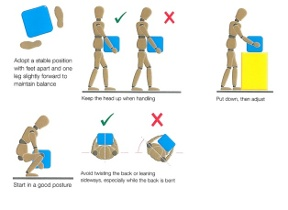 Adopt a stable position
with feet apart and one
leg slightly forward to
maintain balance
Keep the head up when handling
Put down, then adjust
Start in a good posture
Avoid twisting the back or leaning
sideways, especially while the back is bent